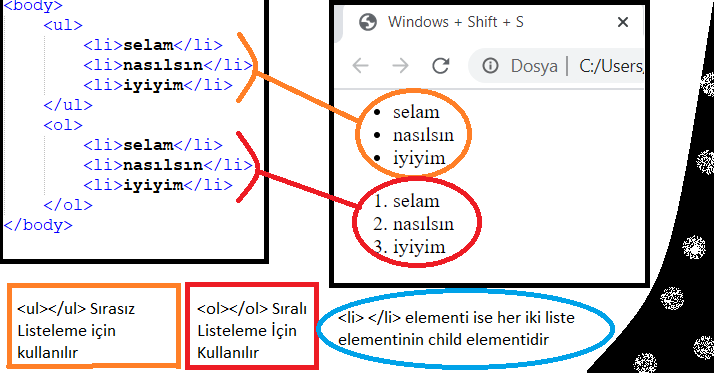 <body>
<ul>
<li>selam</li>
<li>nasılsın</li>
<li>iyiyim</li>
</ul>
<ol>
<li>selam</li>
<li>nasılsın</li>
<li>iyiyim</li>
</ol>
</body>
Windows + Shift + S
Dosya | C:/Users,
• selam
• nasılsın
• iyiyim
1. selam
2. nasılsın
3. iyiyim
<ul></ul> Sırasız
Listeleme için
kullanılır
<ol></ol> Sıralı
Listeleme İçin
Kullanılır
<li> </li> elementi ise her iki liste
elementinin child elementidir